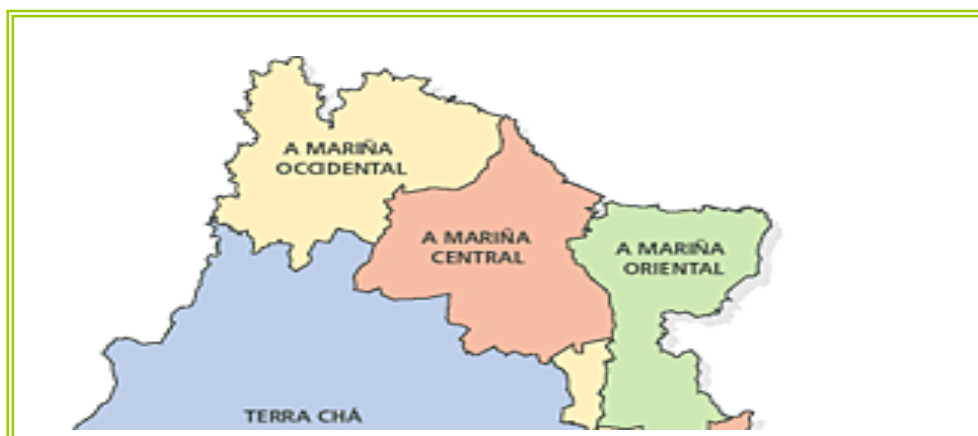 A MARIÑA
OCCIDENTAL
A MARIÑA
CENTRAL
A MARIÑA
ORIENTAL
TERRA CHÁ